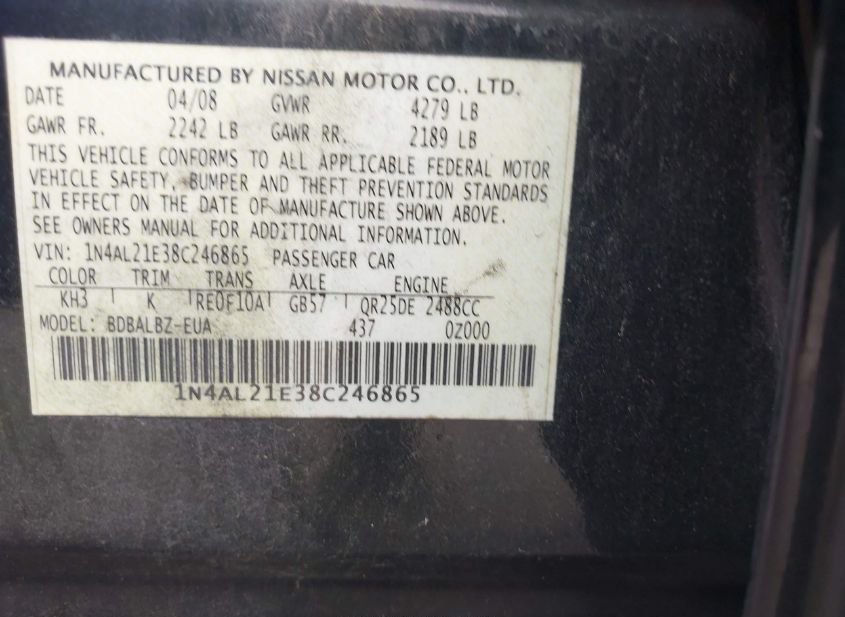 MANUFACTURED BY NISSAN MOTOR CO., LTD.
DATE 04/08 GVWR 4279 LB
GAWR FR. 2242 LB GAWR RR. 2189 LB
THIS VEHICLE CONFORMS TO ALL APPLICABLE FEDERAL MOTOR
VEHICLE SAFETY, BUMPER AND THEFT PREVENTION STANDARDS
IN EFFECT ON THE DATE OF MANUFACTURE SHOWN ABOVE.
SEE OWNERS MANUAL FOR ADDITIONAL INFORMATION.
VIN: 1N4AL21E38C246865 PASSENGER CAR
COLOR TRIM TRANS AXLE ENGINE
KH3 K RE0F10A GB57 QR25DE 2488CC
MODEL: BDBALBZ-EUA 437 0Z000
1N4AL21E38C246865